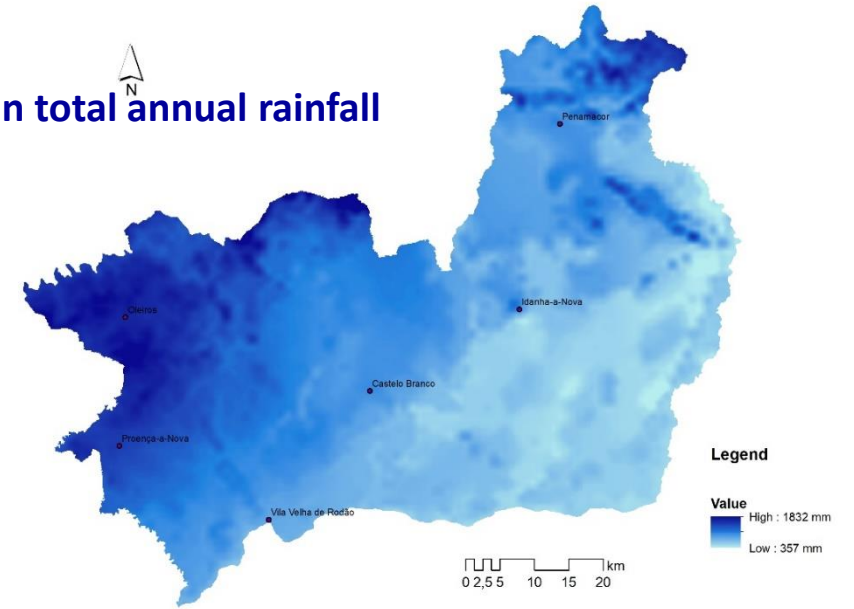 N
n total annual rainfall
Penamacor
Oleiros
Idanha-a-Nova
Castelo Branco
Proença-a-Nova
Vila Velha de Rodão
Legend
Value
High : 1832 mm
Low : 357 mm
km
0 2,5 5 10 15 20